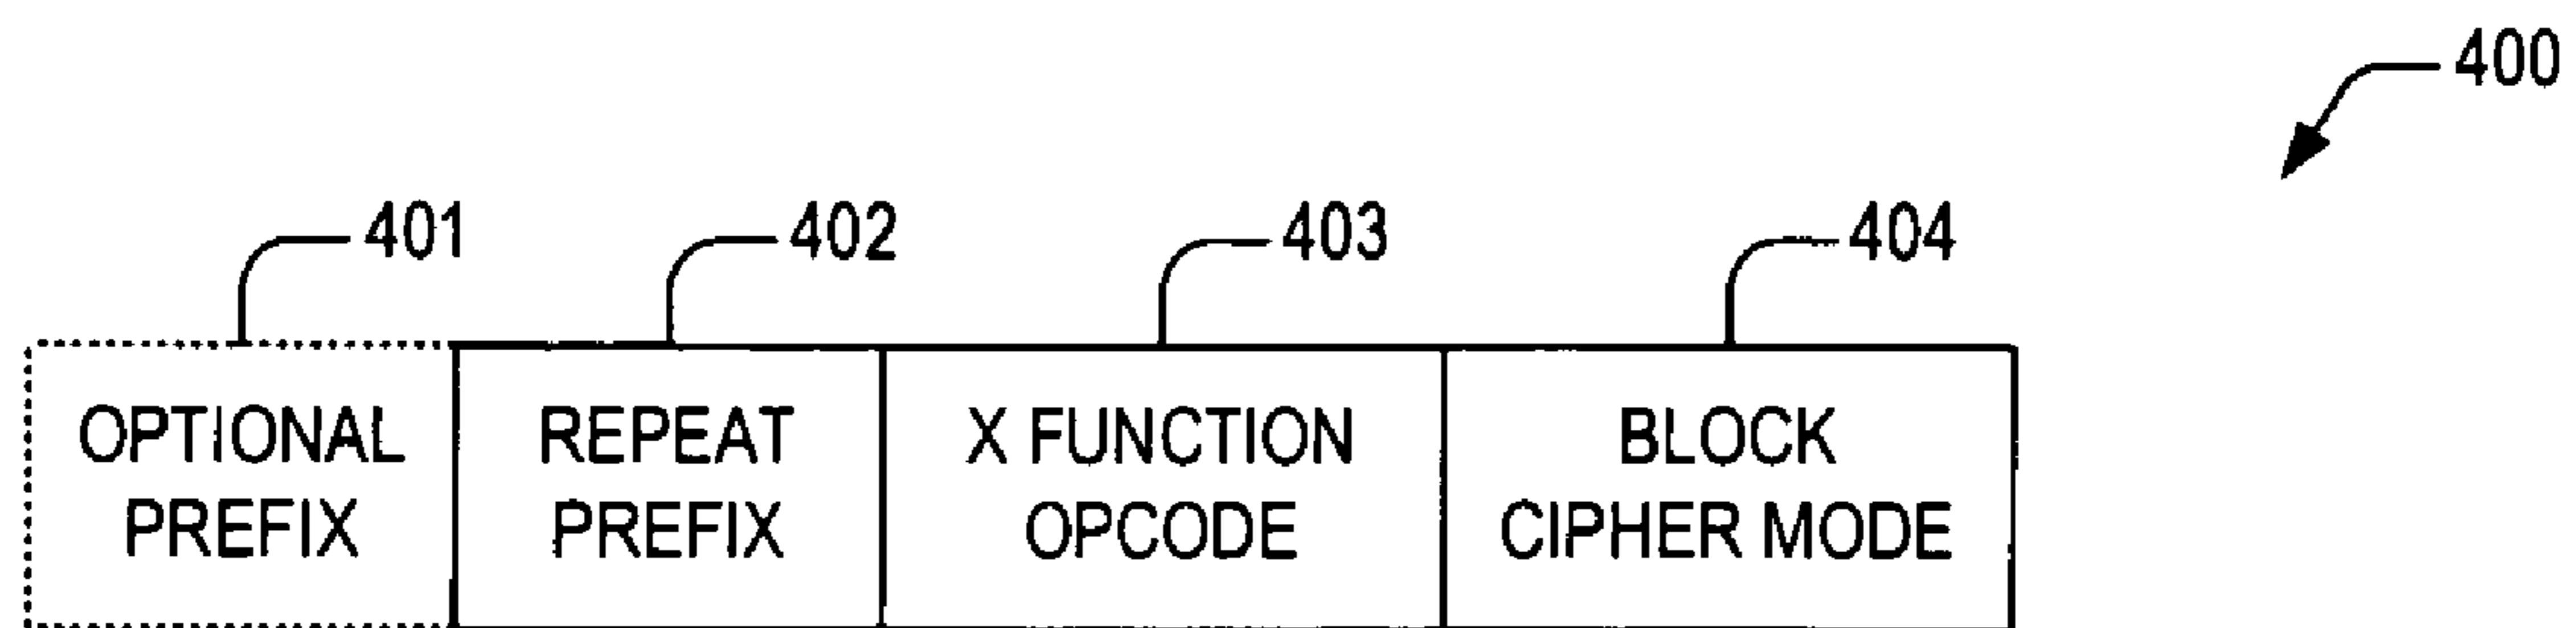 400
401
402
403
404
OPTIONAL
PREFIX
REPEAT
PREFIX
X FUNCTION
OPCODE
BLOCK
CIPHER MODE